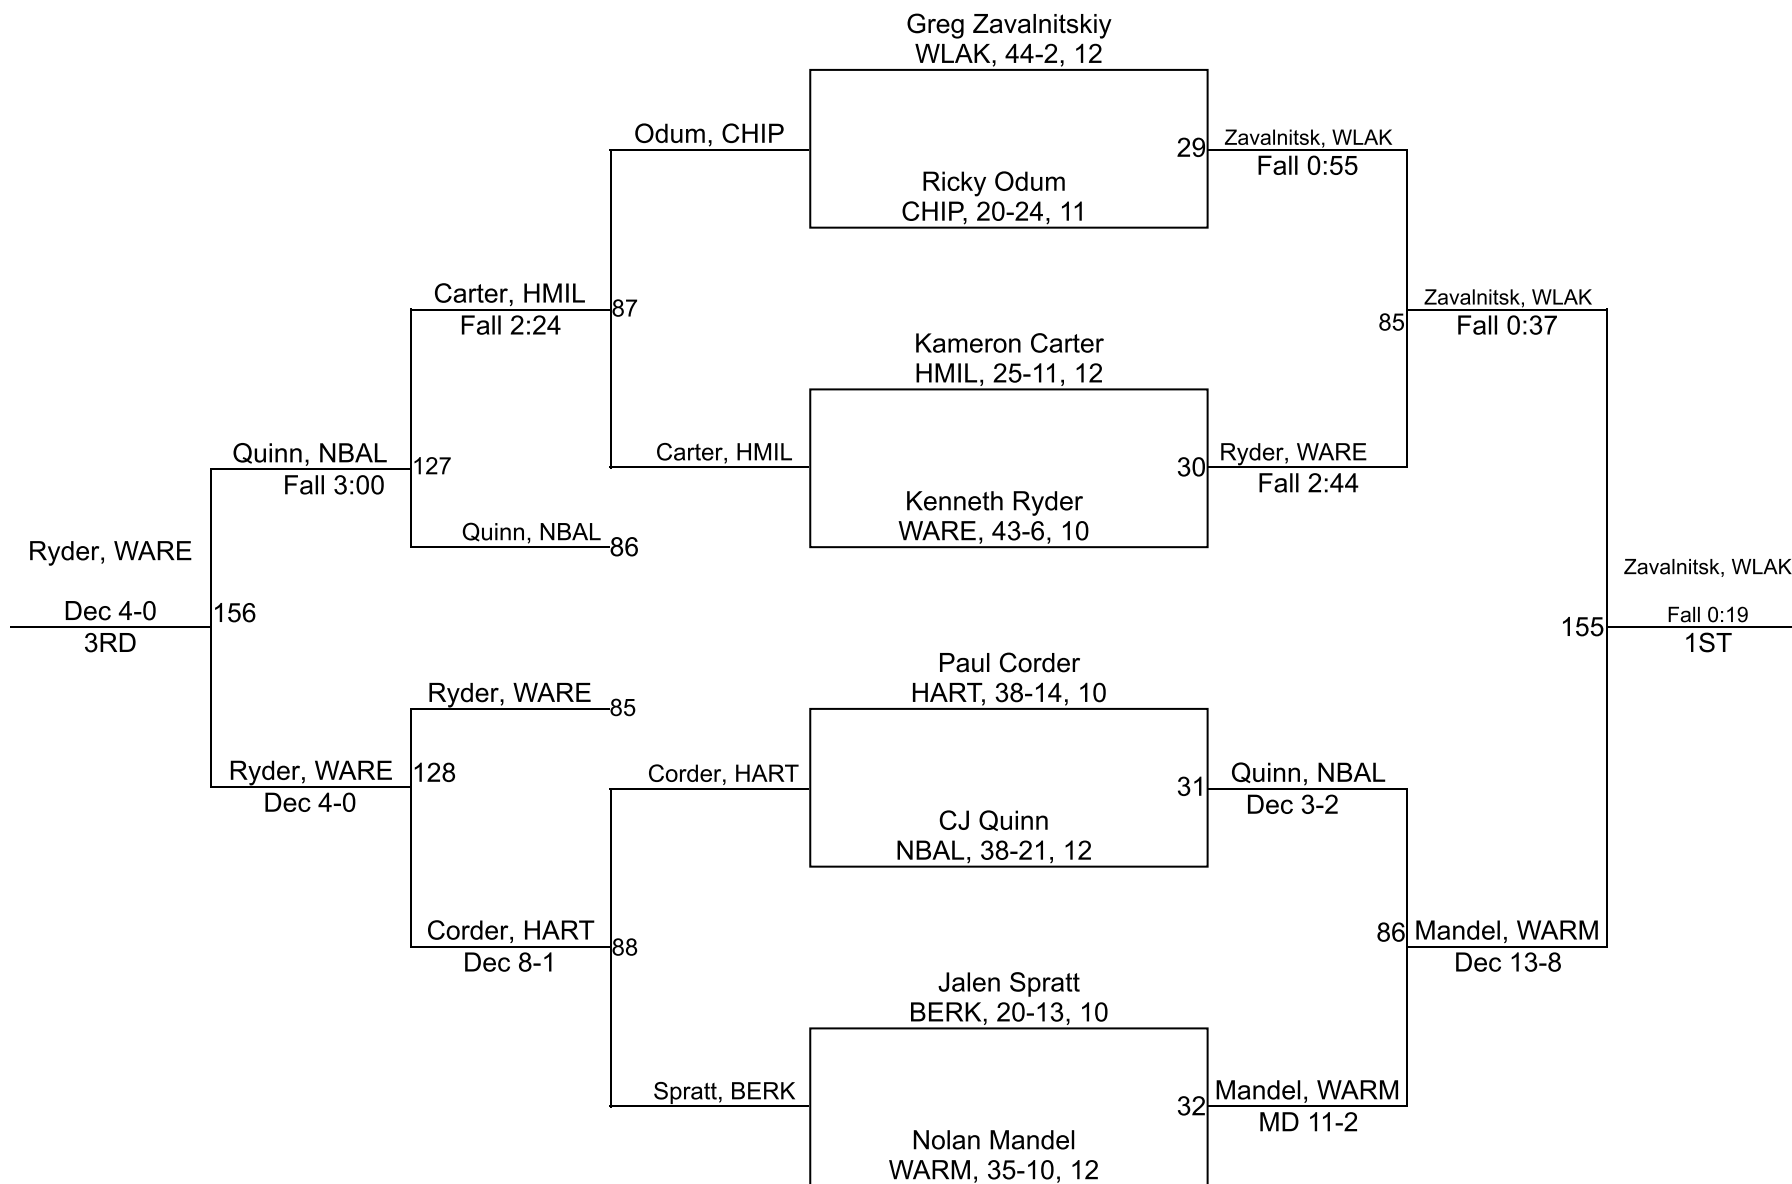 Greg Zavalnitskiy
WLAK, 44-2, 12
Odum, CHIP
29
Zavalnitsk, WLAK
Fall 0:55
Ricky Odum
CHIP, 20-24, 11
Carter, HMIL
Fall 2:24
87
Zavalnitsk, WLAK
Fall 0:37
85
Kameron Carter
HMIL, 25-11, 12
Quinn, NBAL
Fall 3:00
127
Carter, HMIL
30
Ryder, WARE
Fall 2:44
Kenneth Ryder
WARE, 43-6, 10
Quinn, NBAL
86
Ryder, WARE
Dec 4-0
3RD
156
Zavalnitsk, WLAK
Fall 0:19
1ST
155
Paul Corder
HART, 38-14, 10
Ryder, WARE
85
Ryder, WARE
Dec 4-0
128
Corder, HART
31
Quinn, NBAL
Dec 3-2
CJ Quinn
NBAL, 38-21, 12
Corder, HART
Dec 8-1
88
86
Mandel, WARM
Dec 13-8
Jalen Spratt
BERK, 20-13, 10
Spratt, BERK
32
Mandel, WARM
MD 11-2
Nolan Mandel
WARM, 35-10, 12